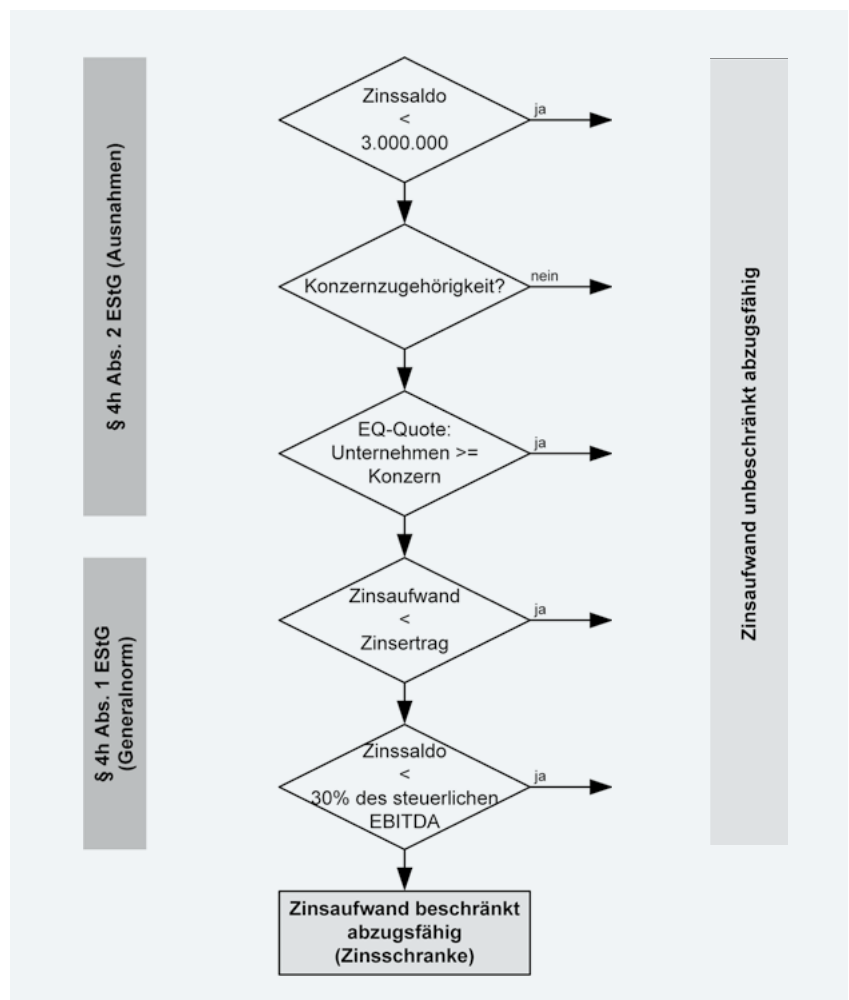 § 4h Abs. 2 EStG (Ausnahmen)
Zinssaldo
<
3.000.000
ja
Konzernzugehörigkeit?
nein
EQ-Quote:
Unternehmen >=
Konzern
ja
§ 4h Abs. 1 EStG
(Generalnorm)
Zinsaufwand
<
Zinsertrag
ja
Zinssaldo
<
30% des steuerlichen
EBITDA
ja
Zinsaufwand beschränkt
abzugsfähig
(Zinsschranke)
Zinsaufwand unbeschränkt abzugsfähig